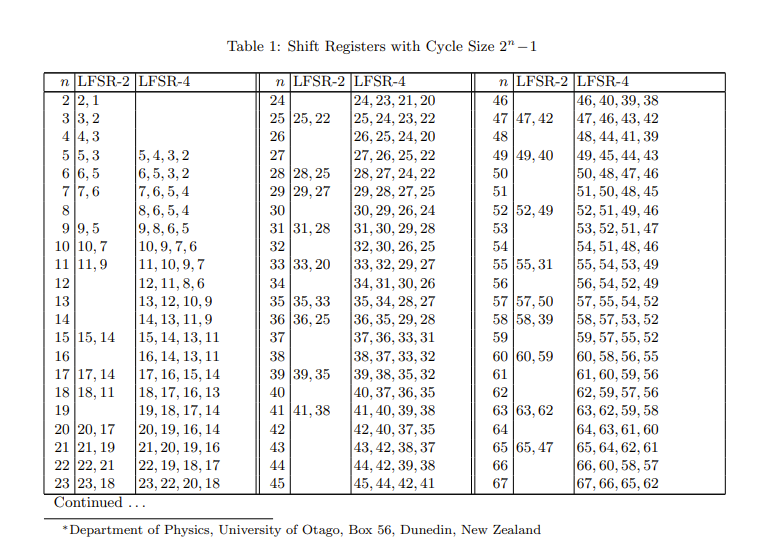 Table 1: Shift Registers with Cycle Size 2ⁿ−1
n LFSR-2 LFSR-4 n LFSR-2 LFSR-4 n LFSR-2 LFSR-4
2 2, 1 24 24, 23, 21, 20 46 46, 40, 39, 38
3 3, 2 25 25, 22 25, 24, 23, 22 47 47, 42 47, 46, 43, 42
4 4, 3 26 26, 25, 24, 20 48 48, 44, 41, 39
5 5, 3 5, 4, 3, 2 27 27, 26, 25, 22 49 49, 40 49, 45, 44, 43
6 6, 5 6, 5, 3, 2 28 28, 25 28, 27, 24, 22 50 50, 48, 47, 46
7 7, 6 7, 6, 5, 4 29 29, 27 29, 28, 27, 25 51 51, 50, 48, 45
8 8, 6, 5, 4 30 30, 29, 26, 24 52 52, 49 52, 51, 49, 46
9 9, 5 9, 8, 6, 5 31 31, 28 31, 30, 29, 28 53 53, 52, 51, 47
10 10, 7 10, 9, 7, 6 32 32, 30, 26, 25 54 54, 51, 48, 46
11 11, 9 11, 10, 9, 7 33 33, 20 33, 32, 29, 27 55 55, 31 55, 54, 53, 49
12 12, 11, 8, 6 34 34, 31, 30, 26 56 56, 54, 52, 49
13 13, 12, 10, 9 35 35, 33 35, 34, 28, 27 57 57, 50 57, 55, 54, 52
14 14, 13, 11, 9 36 36, 25 36, 35, 29, 28 58 58, 39 58, 57, 53, 52
15 15, 14 15, 14, 13, 11 37 37, 36, 33, 31 59 59, 57, 55, 52
16 16, 14, 13, 11 38 38, 37, 33, 32 60 60, 59 60, 58, 56, 55
17 17, 14 17, 16, 15, 14 39 39, 35 39, 38, 35, 32 61 61, 60, 59, 56
18 18, 11 18, 17, 16, 13 40 40, 37, 36, 35 62 62, 59, 57, 56
19 19, 18, 17, 14 41 41, 38 41, 40, 39, 38 63 63, 62 63, 62, 59, 58
20 20, 17 20, 19, 16, 14 42 42, 40, 37, 35 64 64, 63, 61, 60
21 21, 19 21, 20, 19, 16 43 43, 42, 38, 37 65 65, 47 65, 64, 62, 61
22 22, 21 22, 19, 18, 17 44 44, 42, 39, 38 66 66, 60, 58, 57
23 23, 18 23, 22, 20, 18 45 45, 44, 42, 41 67 67, 66, 65, 62
Continued ...
*Department of Physics, University of Otago, Box 56, Dunedin, New Zealand